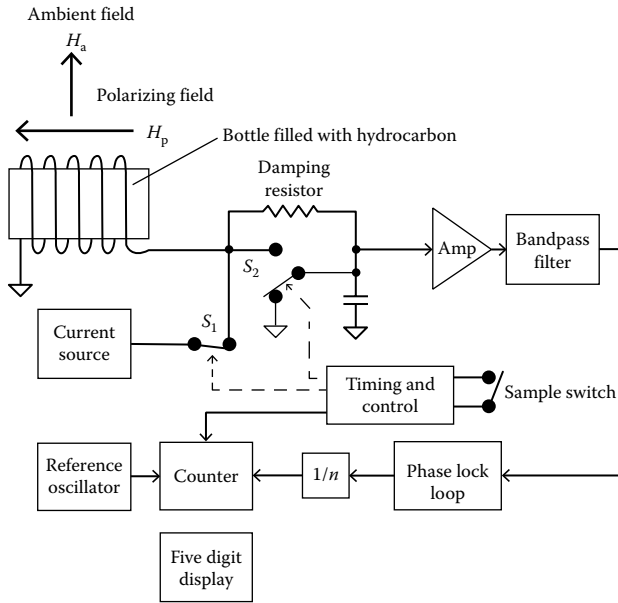 Ambient field
Hₐ
Polarizing field
Hₚ
Bottle filled with hydrocarbon
Damping
resistor
S₂
Amp
Bandpass
filter
Current
source
S₁
Timing and
control
Sample switch
Reference
oscillator
Counter
1/n
Phase lock
loop
Five digit
display